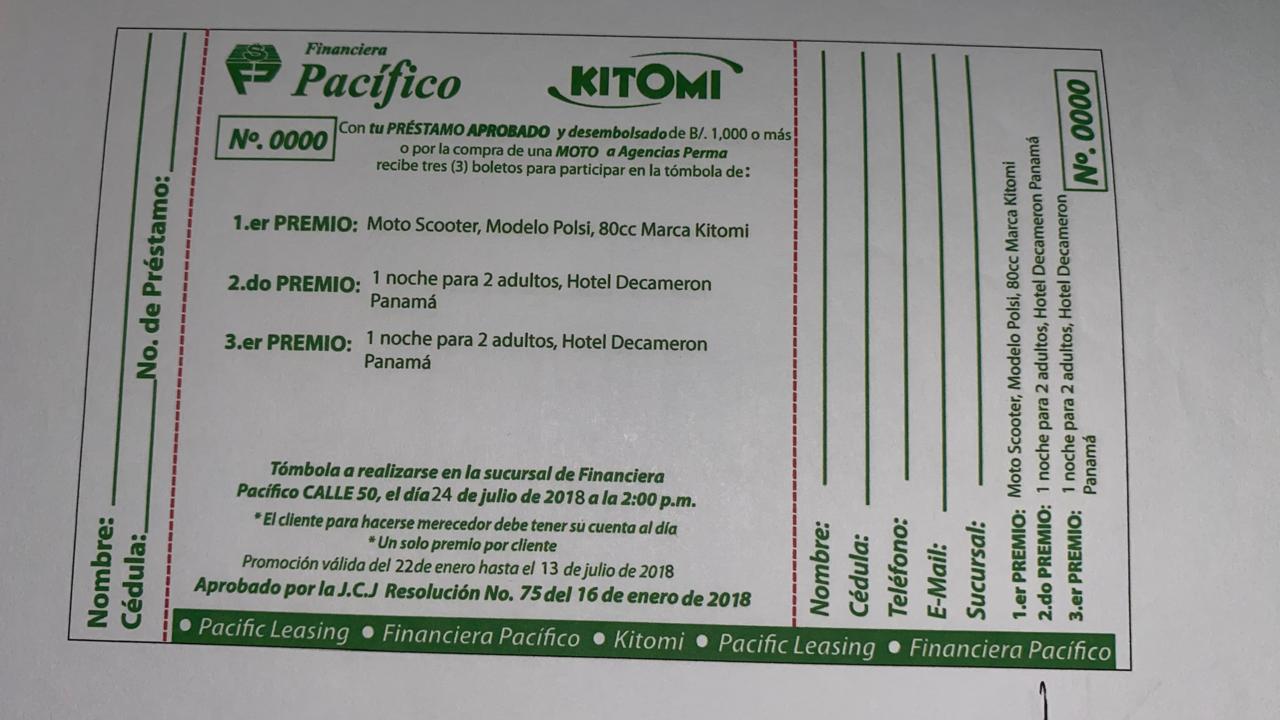 Nombre:
Cédula: No. de Préstamo:
Financiera
Pacífico
KITOMI
Nº. 0000
Con tu PRÉSTAMO APROBADO y desembolsado de B/. 1,000 o más
o por la compra de una MOTO a Agencias Perma
recibe tres (3) boletos para participar en la tómbola de:
1.er PREMIO: Moto Scooter, Modelo Polsi, 80cc Marca Kitomi
2.do PREMIO: 1 noche para 2 adultos, Hotel Decameron
Panamá
3.er PREMIO: 1 noche para 2 adultos, Hotel Decameron
Panamá
Tómbola a realizarse en la sucursal de Financiera
Pacífico CALLE 50, el día 24 de julio de 2018 a la 2:00 p.m.
* El cliente para hacerse merecedor debe tener su cuenta al día
* Un solo premio por cliente
Promoción válida del 22de enero hasta el 13 de julio de 2018
Aprobado por la J.C.J Resolución No. 75 del 16 de enero de 2018
Nombre:
Cédula:
Teléfono:
E-Mail:
Sucursal:
1.er PREMIO: Moto Scooter, Modelo Polsi, 80cc Marca Kitomi
2.do PREMIO: 1 noche para 2 adultos, Hotel Decameron Panamá
3.er PREMIO: 1 noche para 2 adultos, Hotel Decameron
Panamá
Nº. 0000
• Pacific Leasing • Financiera Pacífico • Kitomi • Pacific Leasing • Financiera Pacífico